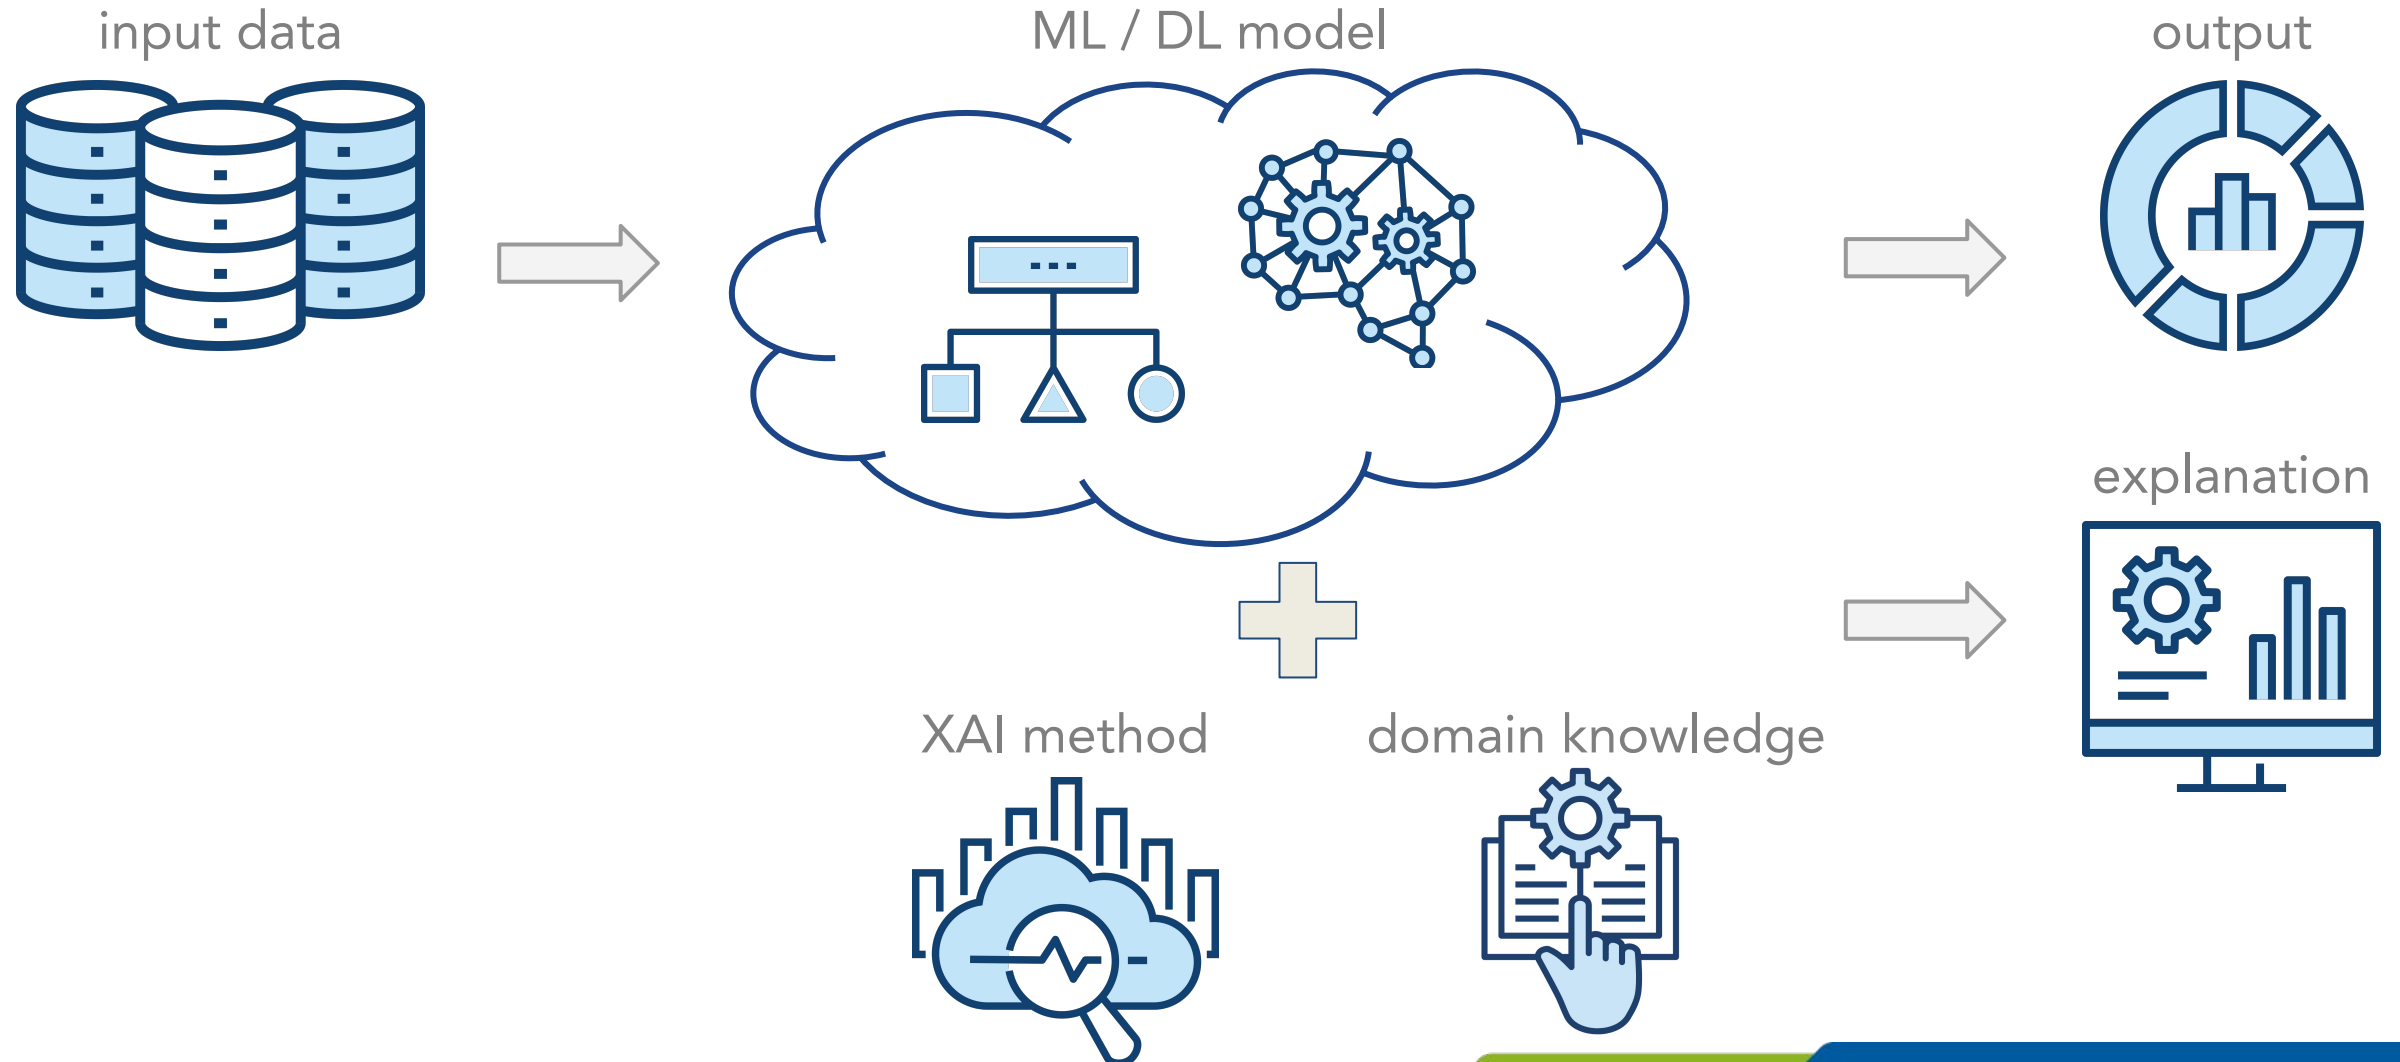 input data
ML / DL model
output
explanation
XAI method
domain knowledge